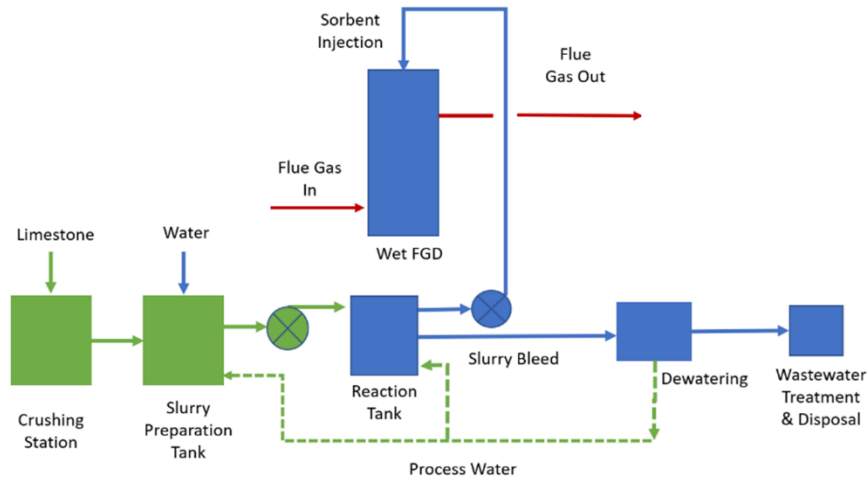 Sorbent
Injection
Flue
Gas Out
Flue Gas
In
Wet FGD
Limestone
Water
Crushing
Station
Slurry
Preparation
Tank
Reaction
Tank
Slurry Bleed
Dewatering
Wastewater
Treatment
& Disposal
Process Water